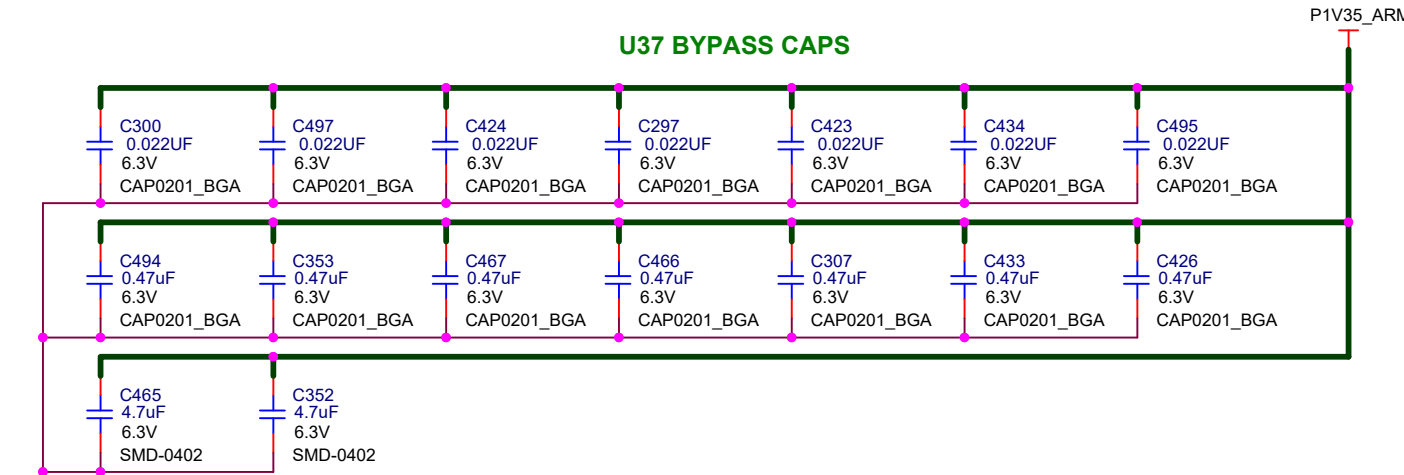 P1V35_ARM
U37 BYPASS CAPS
C300
0.022UF
6.3V
CAP0201_BGA
C497
0.022UF
6.3V
CAP0201_BGA
C424
0.022UF
6.3V
CAP0201_BGA
C297
0.022UF
6.3V
CAP0201_BGA
C423
0.022UF
6.3V
CAP0201_BGA
C434
0.022UF
6.3V
CAP0201_BGA
C495
0.022UF
6.3V
CAP0201_BGA
C494
0.47uF
6.3V
CAP0201_BGA
C353
0.47uF
6.3V
CAP0201_BGA
C467
0.47uF
6.3V
CAP0201_BGA
C466
0.47uF
6.3V
CAP0201_BGA
C307
0.47uF
6.3V
CAP0201_BGA
C433
0.47uF
6.3V
CAP0201_BGA
C426
0.47uF
6.3V
CAP0201_BGA
C465
4.7uF
6.3V
SMD-0402
C352
4.7uF
6.3V
SMD-0402